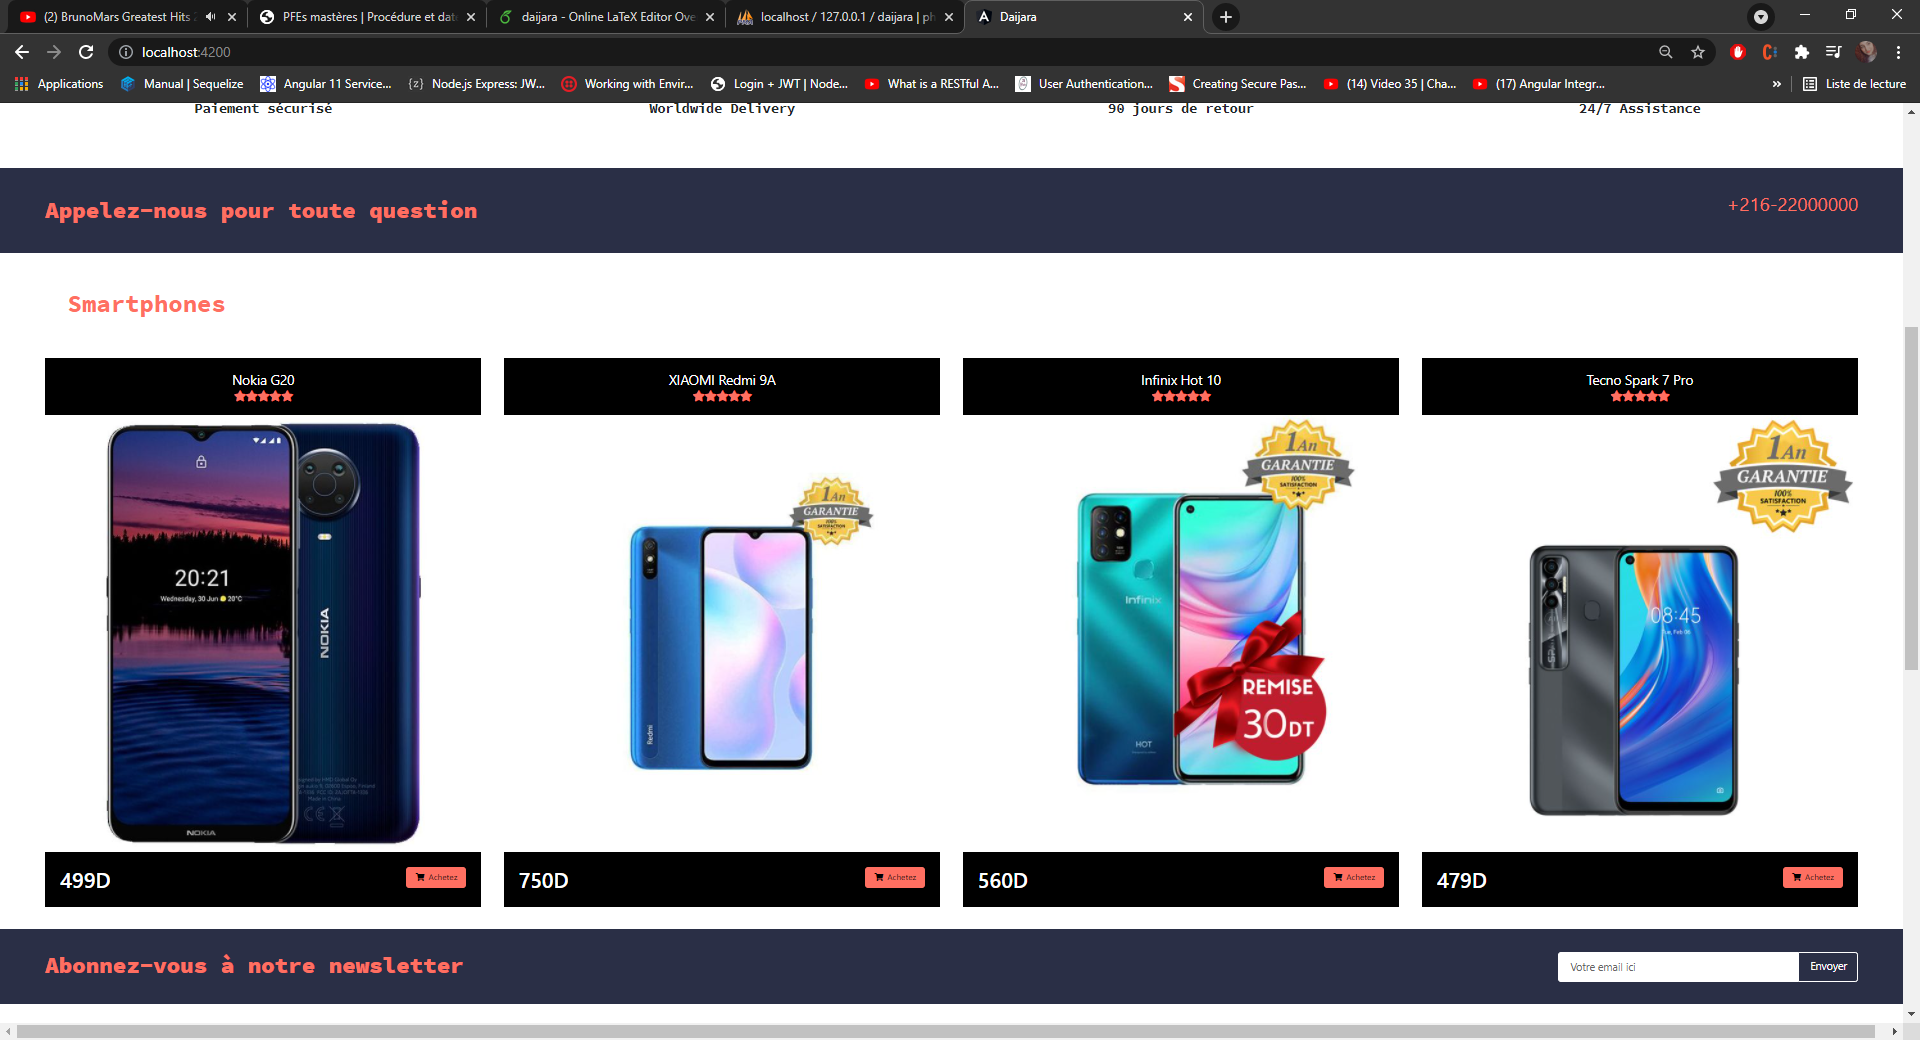 (2) BrunoMars Greatest Hits
PFEs mastères | Procédure et dat
daijara - Online LaTeX Editor Ove
localhost / 127.0.0.1 / daijara | ph
Daijara
localhost:4200
Applications
Manual | Sequelize
Angular 11 Service...
Node.js Express: JW...
Working with Envir...
Login + JWT | Node...
What is a RESTful A...
User Authentication...
Creating Secure Pas...
(14) Video 35 | Cha...
(17) Angular Integr...
»
Liste de lecture
Paiement sécurisé
Worldwide Delivery
90 jours de retour
24/7 Assistance
Appelez-nous pour toute question
+216-22000000
Smartphones
Nokia G20
XIAOMI Redmi 9A
Infinix Hot 10
Tecno Spark 7 Pro
20:21
Wednesday, 30 Jun 20°C
NOKIA
NOKIA
1 An
GARANTIE
100%
SATISFACTION
Redmi
1 An
GARANTIE
100%
SATISFACTION
Infinix
REMISE
30DT
HOT
1 An
GARANTIE
100%
SATISFACTION
08:45
499D
Achetez
750D
Achetez
560D
Achetez
479D
Achetez
Abonnez-vous à notre newsletter
Votre email ici
Envoyer